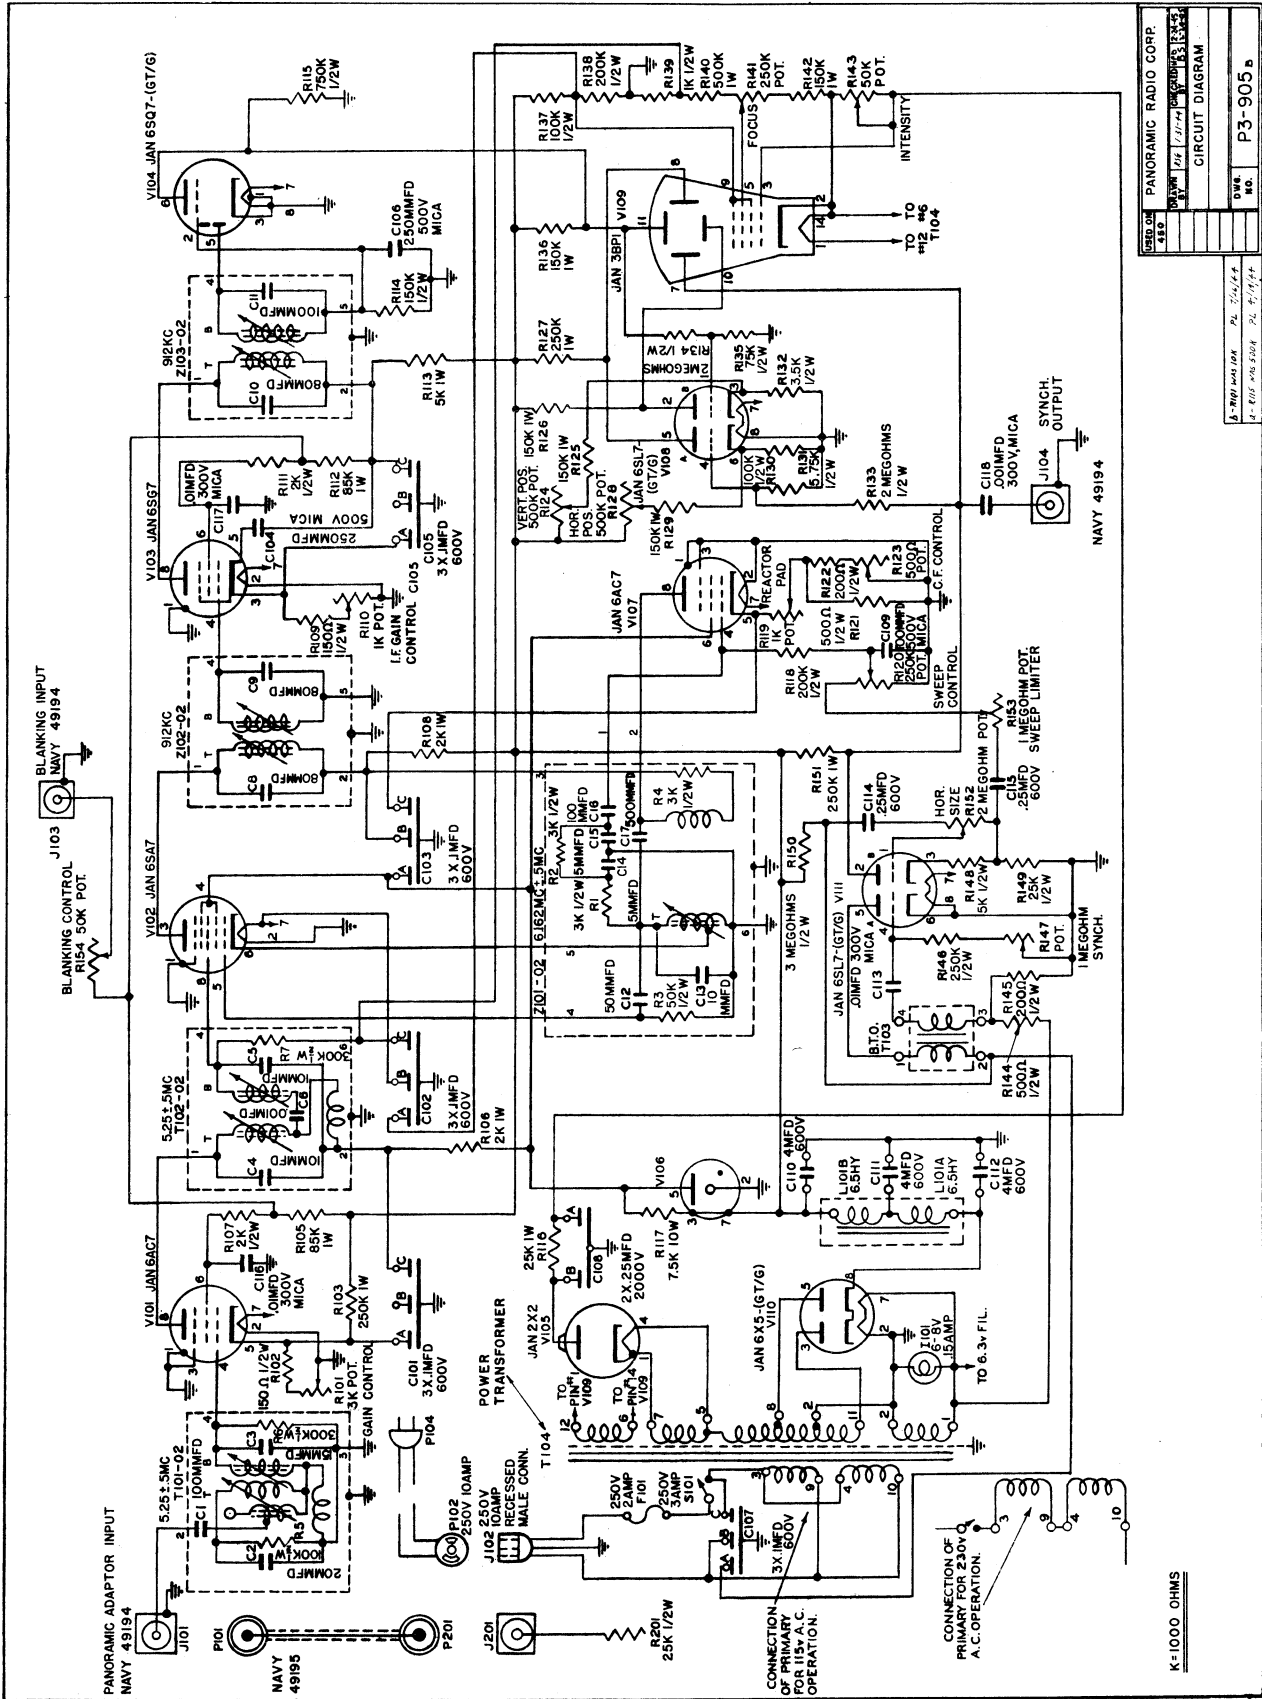 PANORAMIC ADAPTOR INPUT
NAVY 49194
J101
P101
NAVY
49195
P201
J201
R201
25K 1/2W
5.25±.5MC
T101-02
C1 100MMFD
C2
100K ½W
R5
20MMFD
C3
R6
300K ½W
15MMFD
B
2
4
3
V101 JAN 6AC7
150Ω 1/2W
R102
R101
3K POT.
GAIN CONTROL
R107
2K
1/2W
C116
.01MFD
300V
MICA
R105
85K
1W
R103
250K 1W
A
B
C
C101
3X.1MFD
600V
5.25±.5MC
T102-02
C4
10MMFD
.001MFD
C6
C5
10MMFD
R7
300K ½W
T
B
C102
3X.1MFD
600V
R106
2K 1W
BLANKING INPUT
NAVY 49194
J103
BLANKING CONTROL
R154 50K POT.
V102 JAN 6SA7
C103
3X.1MFD
600V
R108
2K 1W
912KC
Z102-02
C8
80MMFD
C9
80MMFD
T
B
V103 JAN 6SG7
R109
150Ω
1/2W
R110
1K POT.
I.F. GAIN
CONTROL
.01MFD
300V
MICA
C117
R111
2K
1/2W
R112
85K
1W
C104
500V MICA
250MMFD
C105
3X.1MFD
600V
912KC
Z103-02
C10
80MMFD
C11
100MMFD
T
B
R113
5K 1W
V104 JAN 6SQ7-(GT/G)
R115
750K
1/2W
R114
150K
1/2W
C106
250MMFD
500V
MICA
P104
P102
250V 10AMP
J102
250V
10AMP
RECESSED
MALE CONN.
POWER
TRANSFORMER
T104
250V
2AMP
F101
250V
3AMP
S101
C107
3X.1MFD
600V
CONNECTION
OF PRIMARY
FOR 115v A.C.
OPERATION.
CONNECTION OF
PRIMARY FOR 230v
A.C. OPERATION.
JAN 2X2
V105
TO
PIN#1
V109
25K 1W
R116
C108
2X.25MFD
2000V
R117
7.5K 10W
V106
JAN 6X5-(GT/G)
V110
I101
6-8V
.15AMP
TO 6.3v FIL.
C110 4MFD
600V
L101B
6.5HY
C111
4MFD
600V
L101A
6.5HY
C112
4MFD
600V
Z101-02
50MMFD
C12
R3
50K
1/2W
C13
10
MMFD
R1
3K 1/2W
5MMFD
R2
3K 1/2W
C14
5MMFD
C15
100
MMFD
C16
C17
500MMFD
R4
3K
1/2W
3 MEGOHMS
1/2W
R150
R151
250K 1W
C114
.25MFD
600V
HOR.
SIZE
R152
2 MEGOHM POT.
C115
.25MFD
600V
R153
1 MEGOHM POT.
SWEEP LIMITER
JAN 6SL7-(GT/G) V111
.01MFD 300V
MICA
C113
B.T.O.
T103
R144
500Ω
1/2W
R145
200Ω
1/2W
R146
250K
1/2W
R147
POT.
1 MEGOHM
SYNCH.
R148
5K 1/2W
R149
25K
1/2W
JAN 6AC7
V107
R119
1K
POT.
REACTOR
PAD
R118
200K
1/2W
500Ω
1/2W
R121
R122
200Ω
1/2W
R123
500Ω
POT.
C.F. CONTROL
C109
100MMFD
500V
MICA
R120
250K
POT.
SWEEP
CONTROL
VERT. POS.
500K POT.
R124
HOR.
POS.
500K POT.
R128
150K 1W
R125
150K 1W
R126
R127
250K
1W
150K 1W
R129
JAN 6SL7-
(GT/G)
V108
100K
1/2W
R130
R131
5.75K
1/2W
R132
3.5K
1/2W
R133
2 MEGOHMS
1/2W
2 MEGOHMS
R134 1/2W
R135
75K
1/2W
R136
150K
1W
JAN 3BP1
V109
C118
.001MFD
300V, MICA
J104
SYNCH.
OUTPUT
NAVY 49194
R137
100K
1/2W
R138
200K
1/2W
R139
1K 1/2W
R140
500K
1W
R141
250K
POT.
FOCUS
R142
150K
1W
R143
50K
POT.
INTENSITY
TO
#12
TO
#6
T104
K=1000 OHMS
USED ON
450
PANORAMIC RADIO CORP.
DRAWN
BY
CHECKED
BY
CIRCUIT DIAGRAM
DWG.
NO.
P3-905B